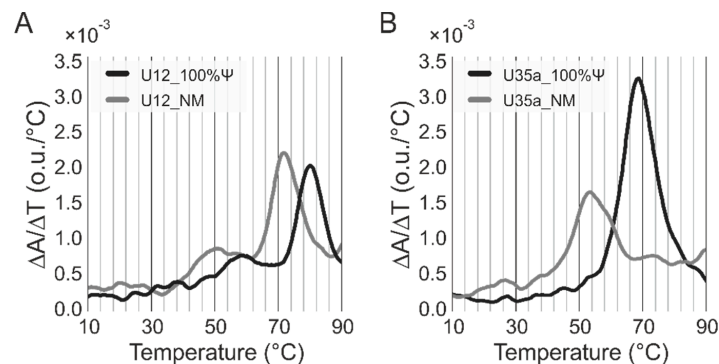 A
×10⁻³
3.5
3.0
2.5
2.0
1.5
1.0
0.5
0.0
ΔA/ΔT (o.u./°C)
U12_100%Ψ
U12_NM
10 30 50 70 90
Temperature (°C)
B
×10⁻³
3.5
3.0
2.5
2.0
1.5
1.0
0.5
0.0
ΔA/ΔT (o.u./°C)
U35a_100%Ψ
U35a_NM
10 30 50 70 90
Temperature (°C)